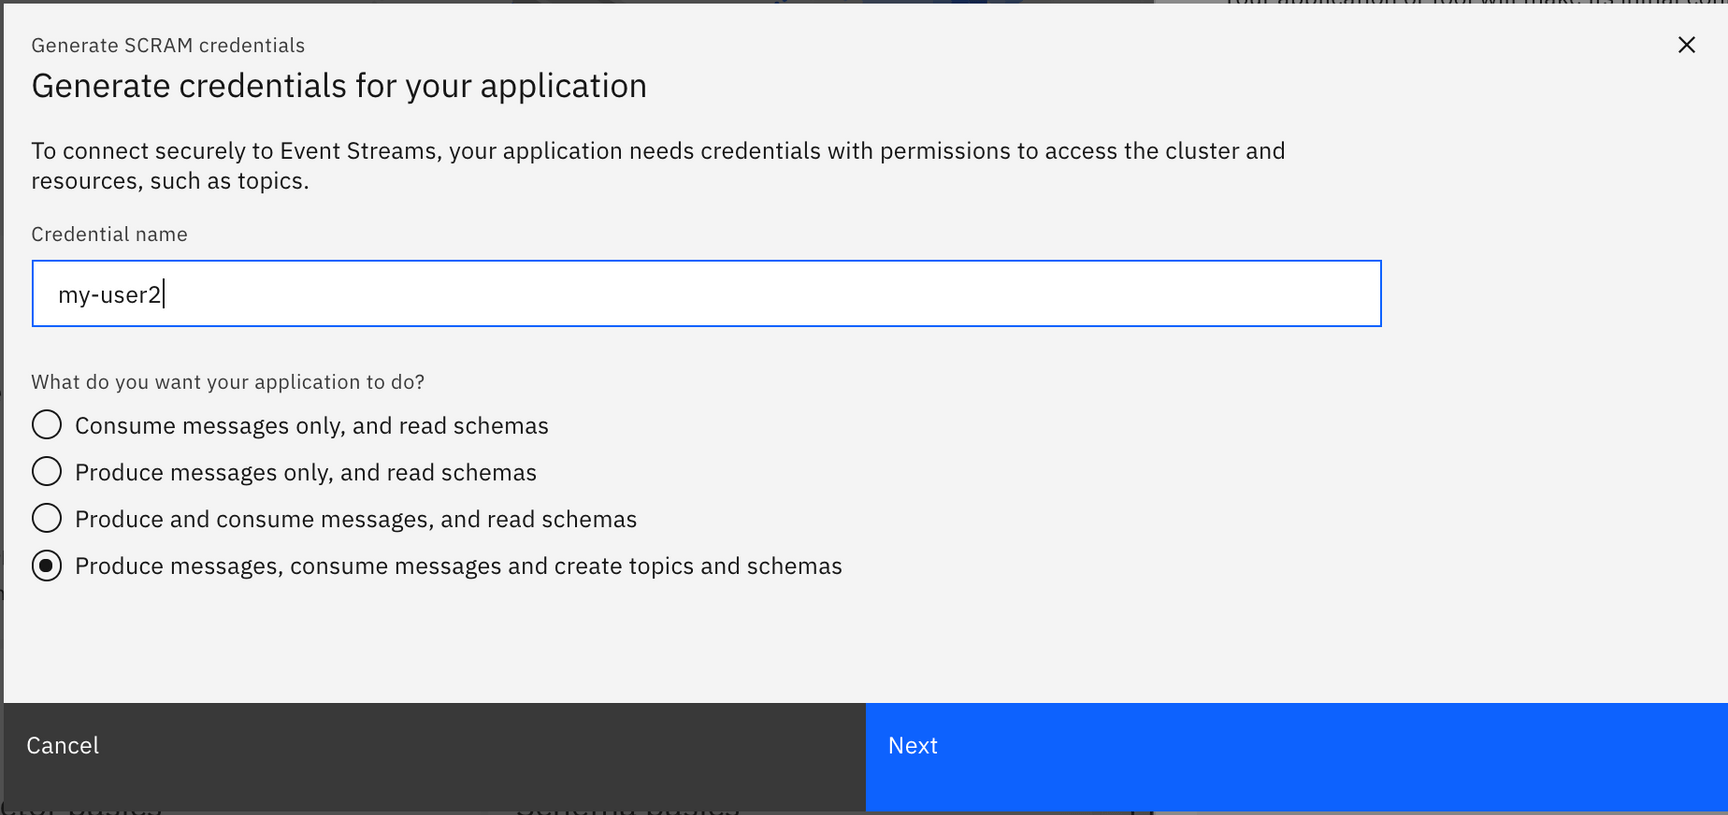 Generate SCRAM credentials
Generate credentials for your application
To connect securely to Event Streams, your application needs credentials with permissions to access the cluster and
resources, such as topics.
Credential name
my-user2
What do you want your application to do?
Consume messages only, and read schemas
Produce messages only, and read schemas
Produce and consume messages, and read schemas
Produce messages, consume messages and create topics and schemas
Cancel
Next